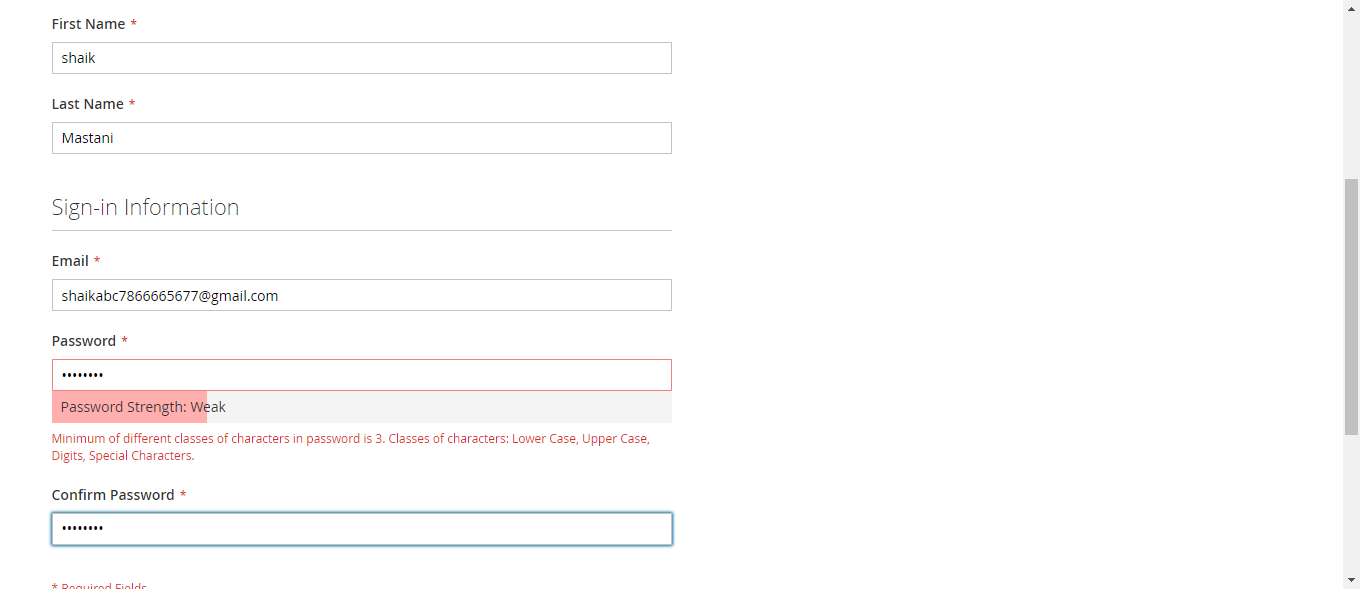 First Name *
shaik
Last Name *
Mastani
Sign-in Information
Email *
shaikabc7866665677@gmail.com
Password *
••••••••
Password Strength: Weak
Minimum of different classes of characters in password is 3. Classes of characters: Lower Case, Upper Case,
Digits, Special Characters.
Confirm Password *
••••••••
* Required Fields